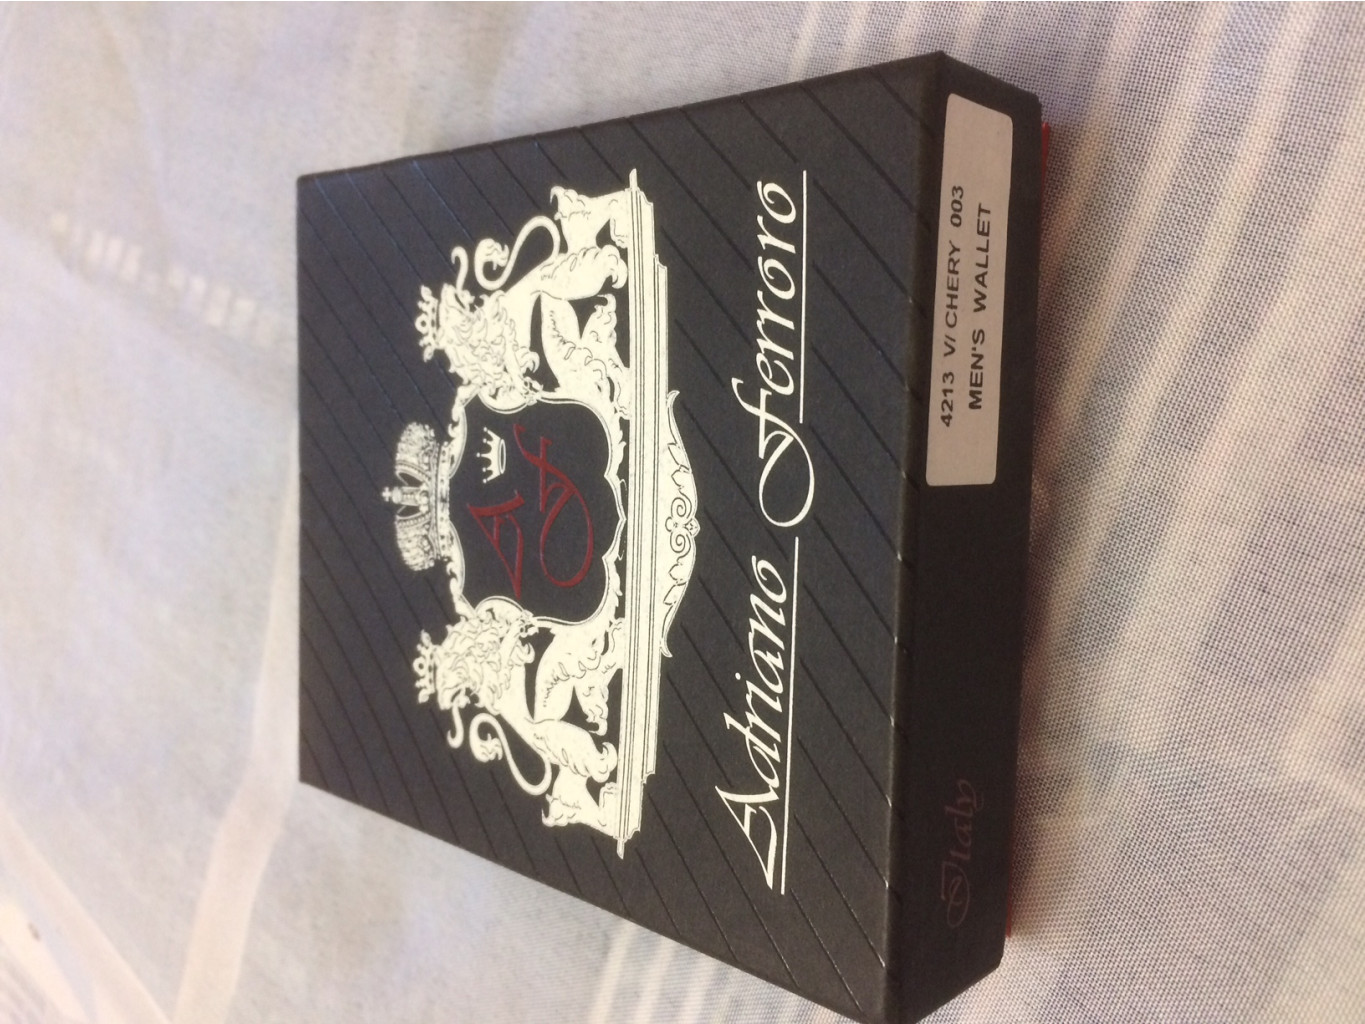 A
F
Adriano Ferroro
4213 V/ CHERY 003
MEN'S WALLET
Italy